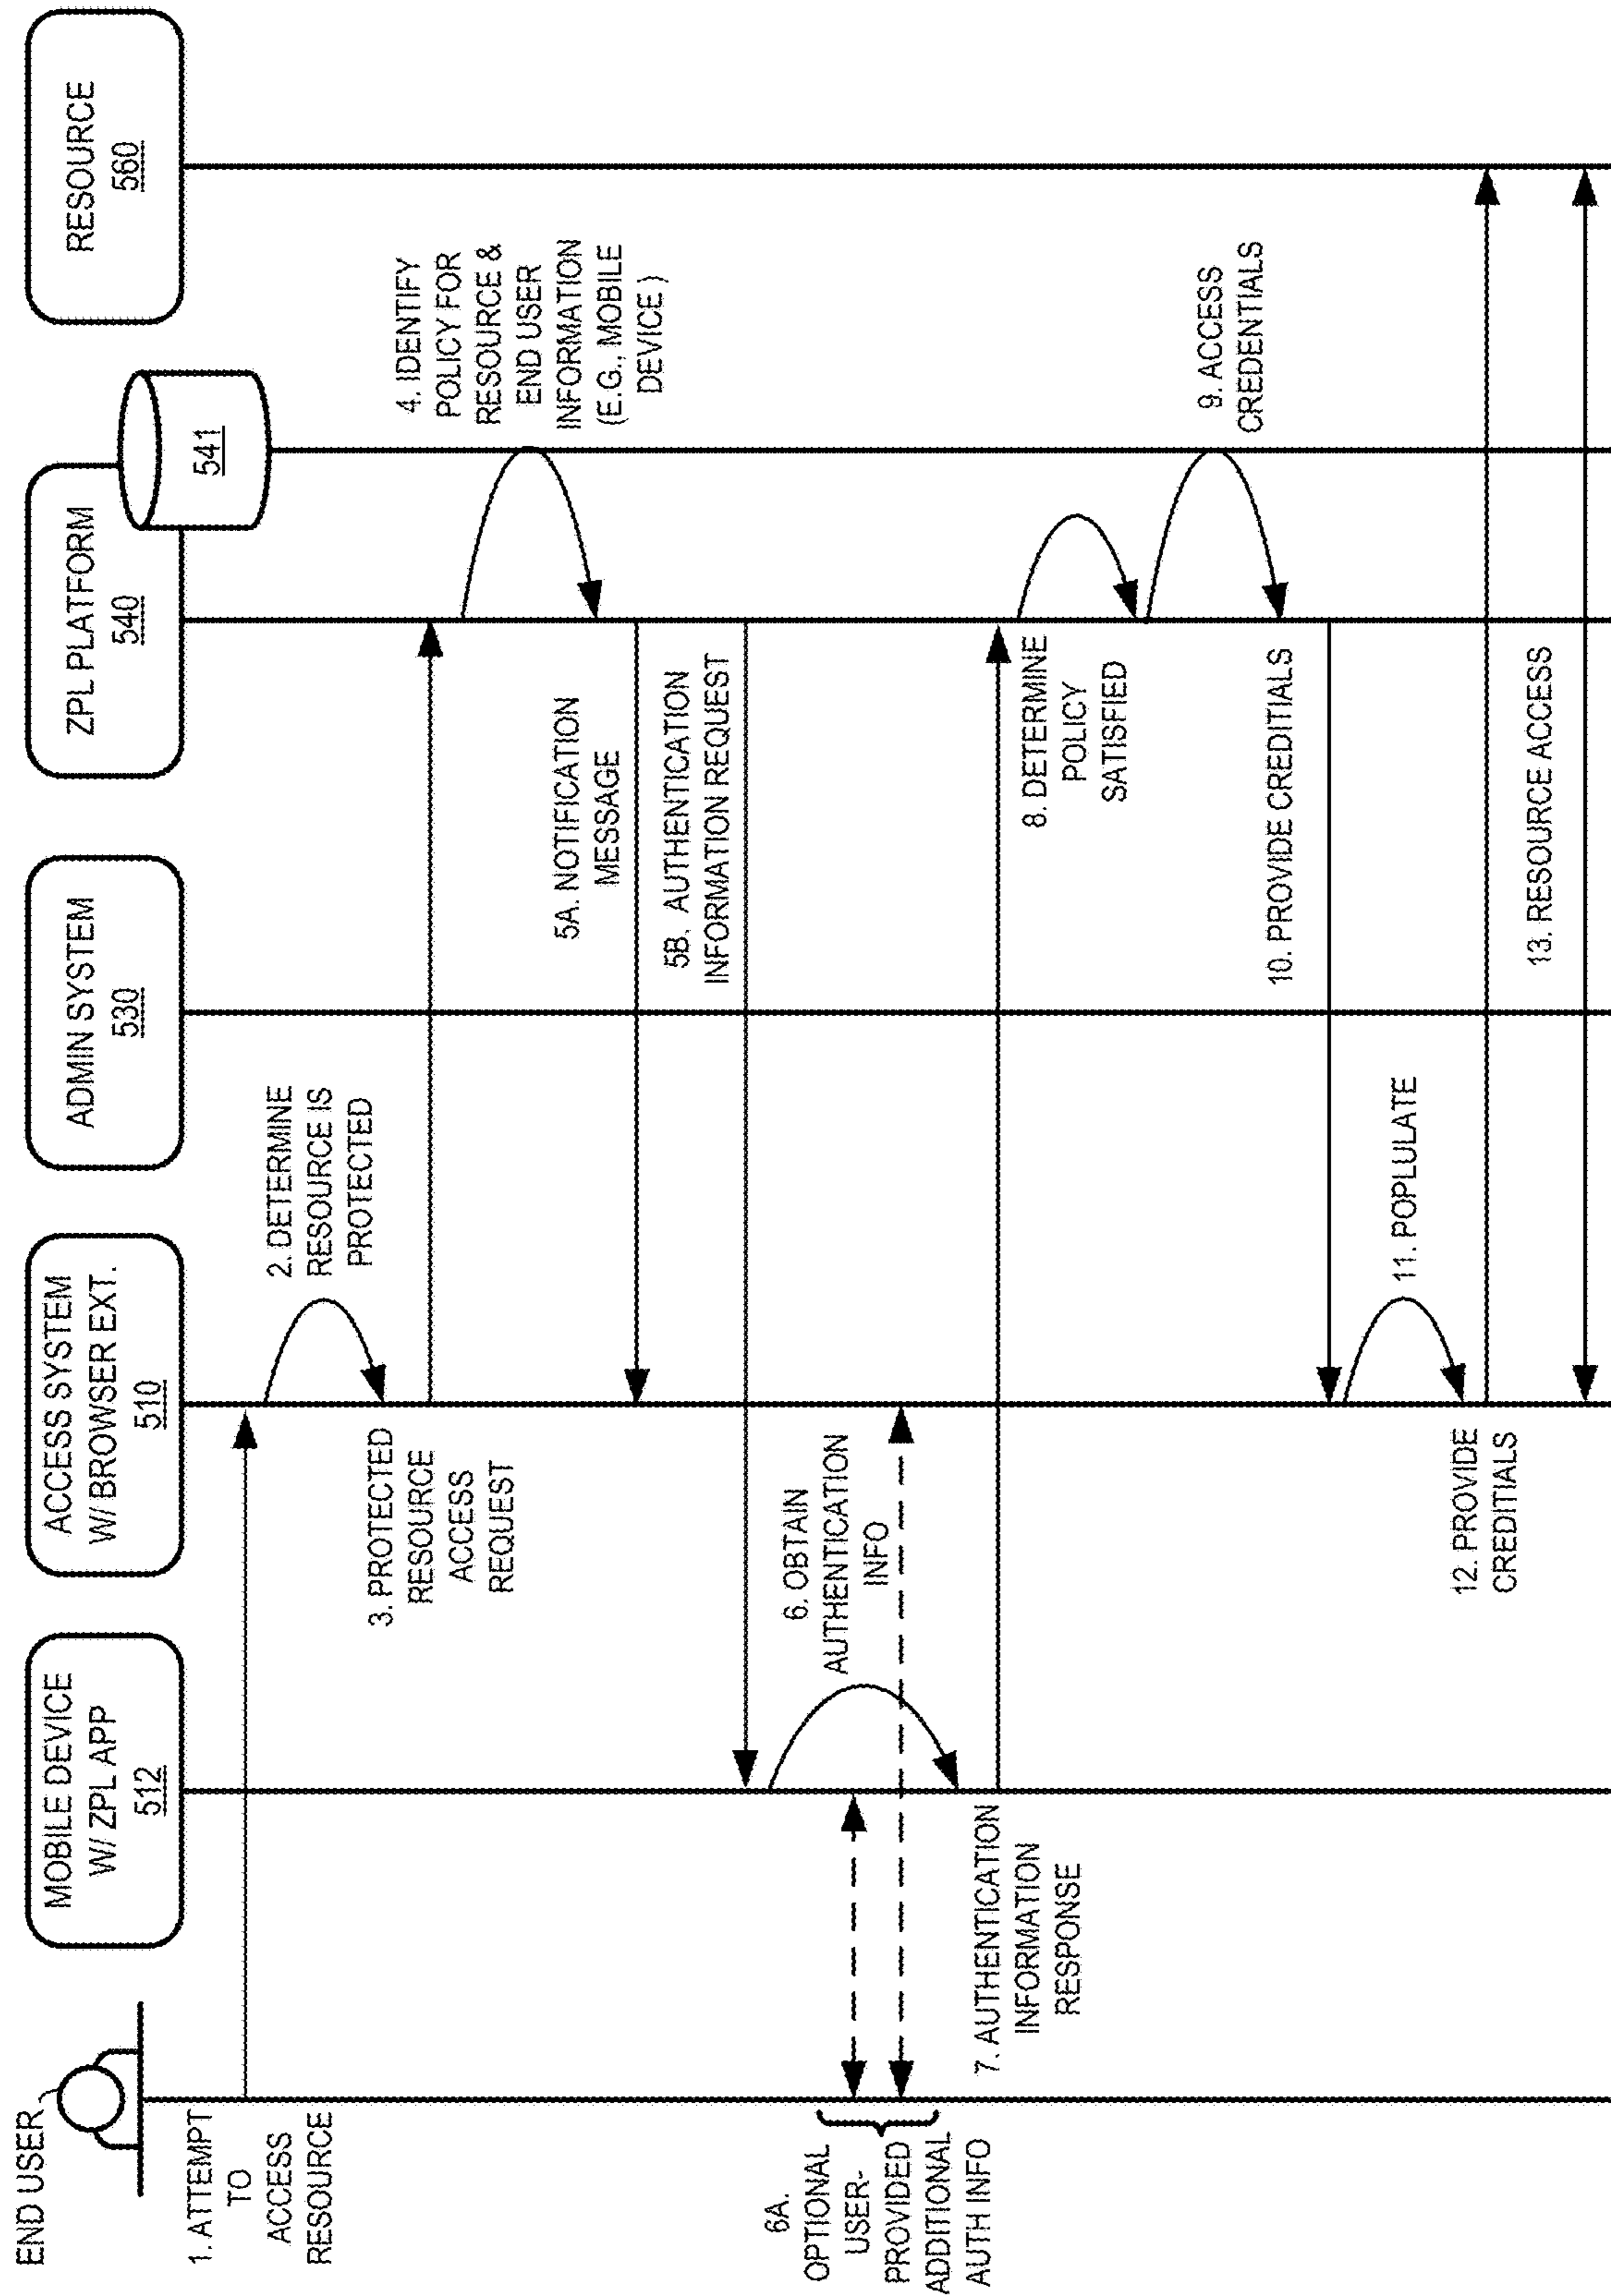 END USER
MOBILE DEVICE
W/ ZPL APP
512
ACCESS SYSTEM
W/ BROWSER EXT.
510
ADMIN SYSTEM
530
ZPL PLATFORM
540
541
RESOURCE
560
1. ATTEMPT
TO
ACCESS
RESOURCE
2. DETERMINE
RESOURCE IS
PROTECTED
3. PROTECTED
RESOURCE
ACCESS
REQUEST
4. IDENTIFY
POLICY FOR
RESOURCE &
END USER
INFORMATION
(E.G., MOBILE
DEVICE )
5A. NOTIFICATION
MESSAGE
5B. AUTHENTICATION
INFORMATION REQUEST
6. OBTAIN
AUTHENTICATION
INFO
6A.
OPTIONAL
USER-
PROVIDED
ADDITIONAL
AUTH INFO
7. AUTHENTICATION
INFORMATION
RESPONSE
8. DETERMINE
POLICY
SATISFIED
9. ACCESS
CREDENTIALS
10. PROVIDE CREDITIALS
11. POPLULATE
12. PROVIDE
CREDITIALS
13. RESOURCE ACCESS